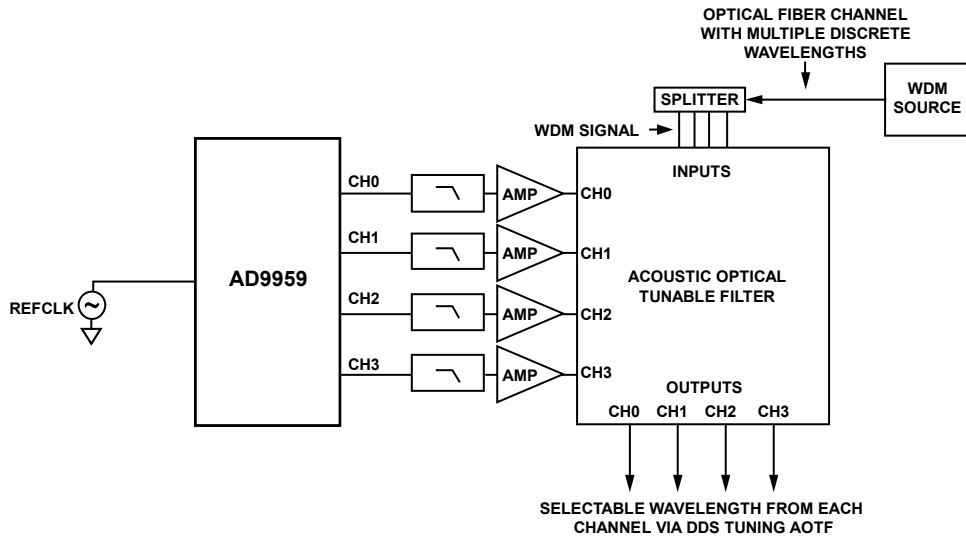 OPTICAL FIBER CHANNEL
WITH MULTIPLE DISCRETE
WAVELENGTHS
WDM
SOURCE
SPLITTER
WDM SIGNAL
INPUTS
REFCLK
AD9959
CH0
CH1
CH2
CH3
AMP
AMP
AMP
AMP
CH0
CH1
CH2
CH3
ACOUSTIC OPTICAL
TUNABLE FILTER
OUTPUTS
CH0 CH1 CH2 CH3
SELECTABLE WAVELENGTH FROM EACH
CHANNEL VIA DDS TUNING AOTF